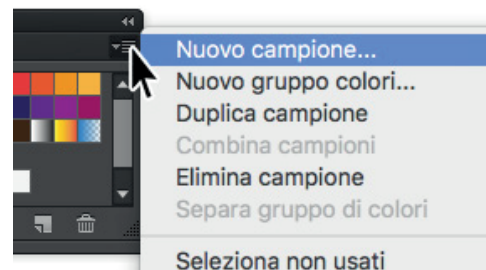 Nuovo campione...
Nuovo gruppo colori...
Duplica campione
Combina campioni
Elimina campione
Separa gruppo di colori
Seleziona non usati